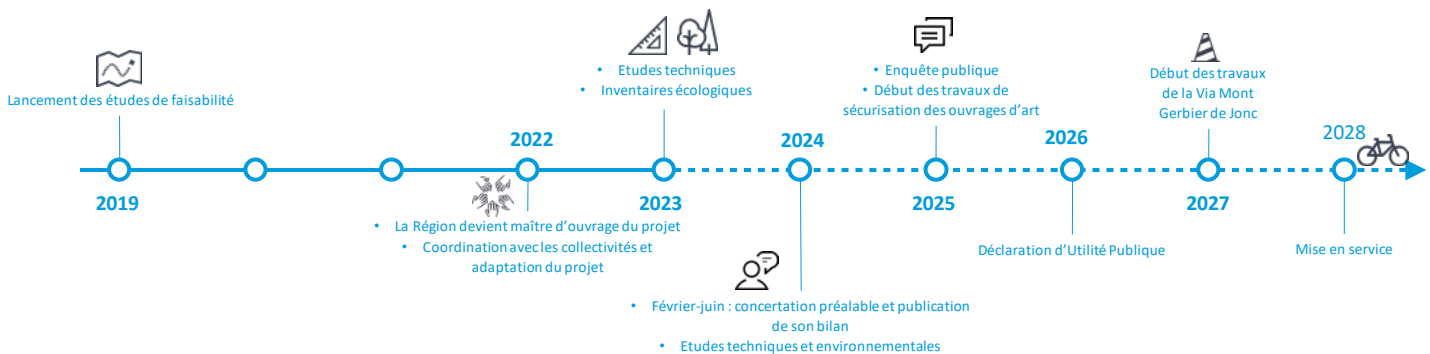 Lancement des études de faisabilité
2019
2022
• La Région devient maître d'ouvrage du projet
• Coordination avec les collectivités et
adaptation du projet
• Etudes techniques
• Inventaires écologiques
2023
2024
• Février-juin : concertation préalable et publication
de son bilan
• Etudes techniques et environnementales
• Enquête publique
• Début des travaux de
sécurisation des ouvrages d'art
2025
2026
Déclaration d'Utilité Publique
Début des travaux
de la Via Mont
Gerbier de Jonc
2027
2028
Mise en service